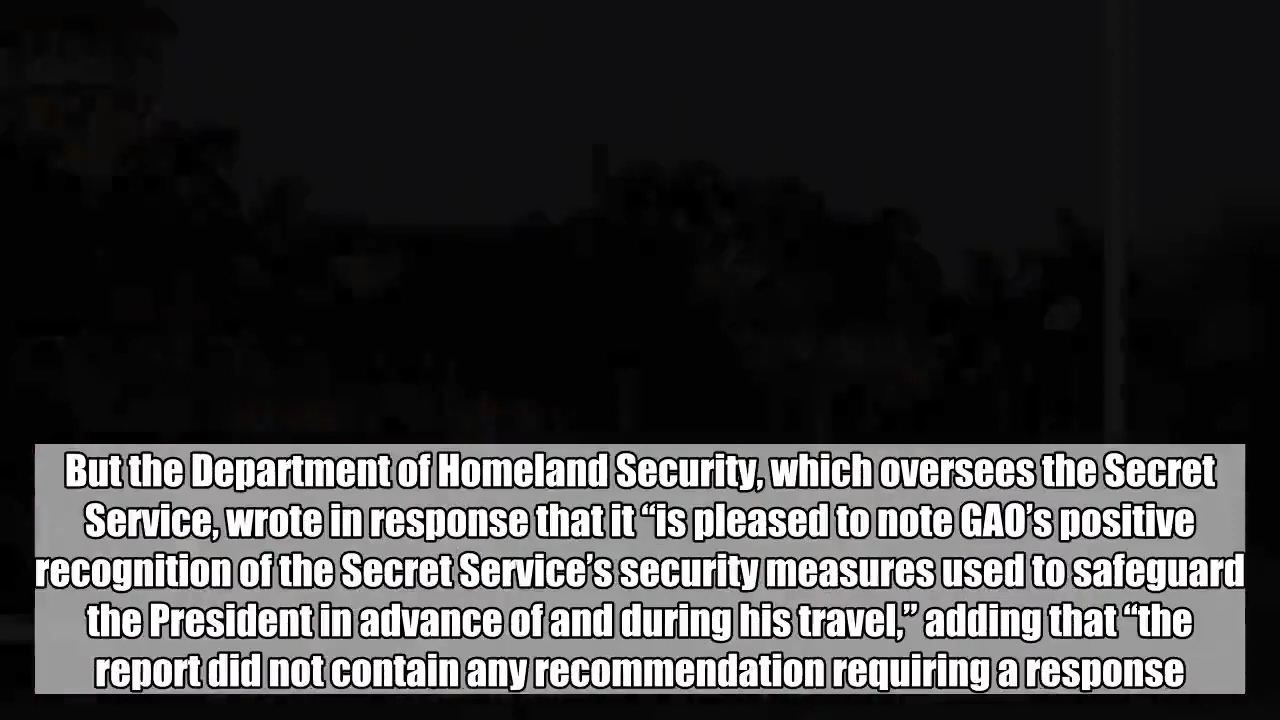 But the Department of Homeland Security, which oversees the Secret
Service, wrote in response that it “is pleased to note GAO’s positive
recognition of the Secret Service’s security measures used to safeguard
the President in advance of and during his travel,” adding that “the
report did not contain any recommendation requiring a response